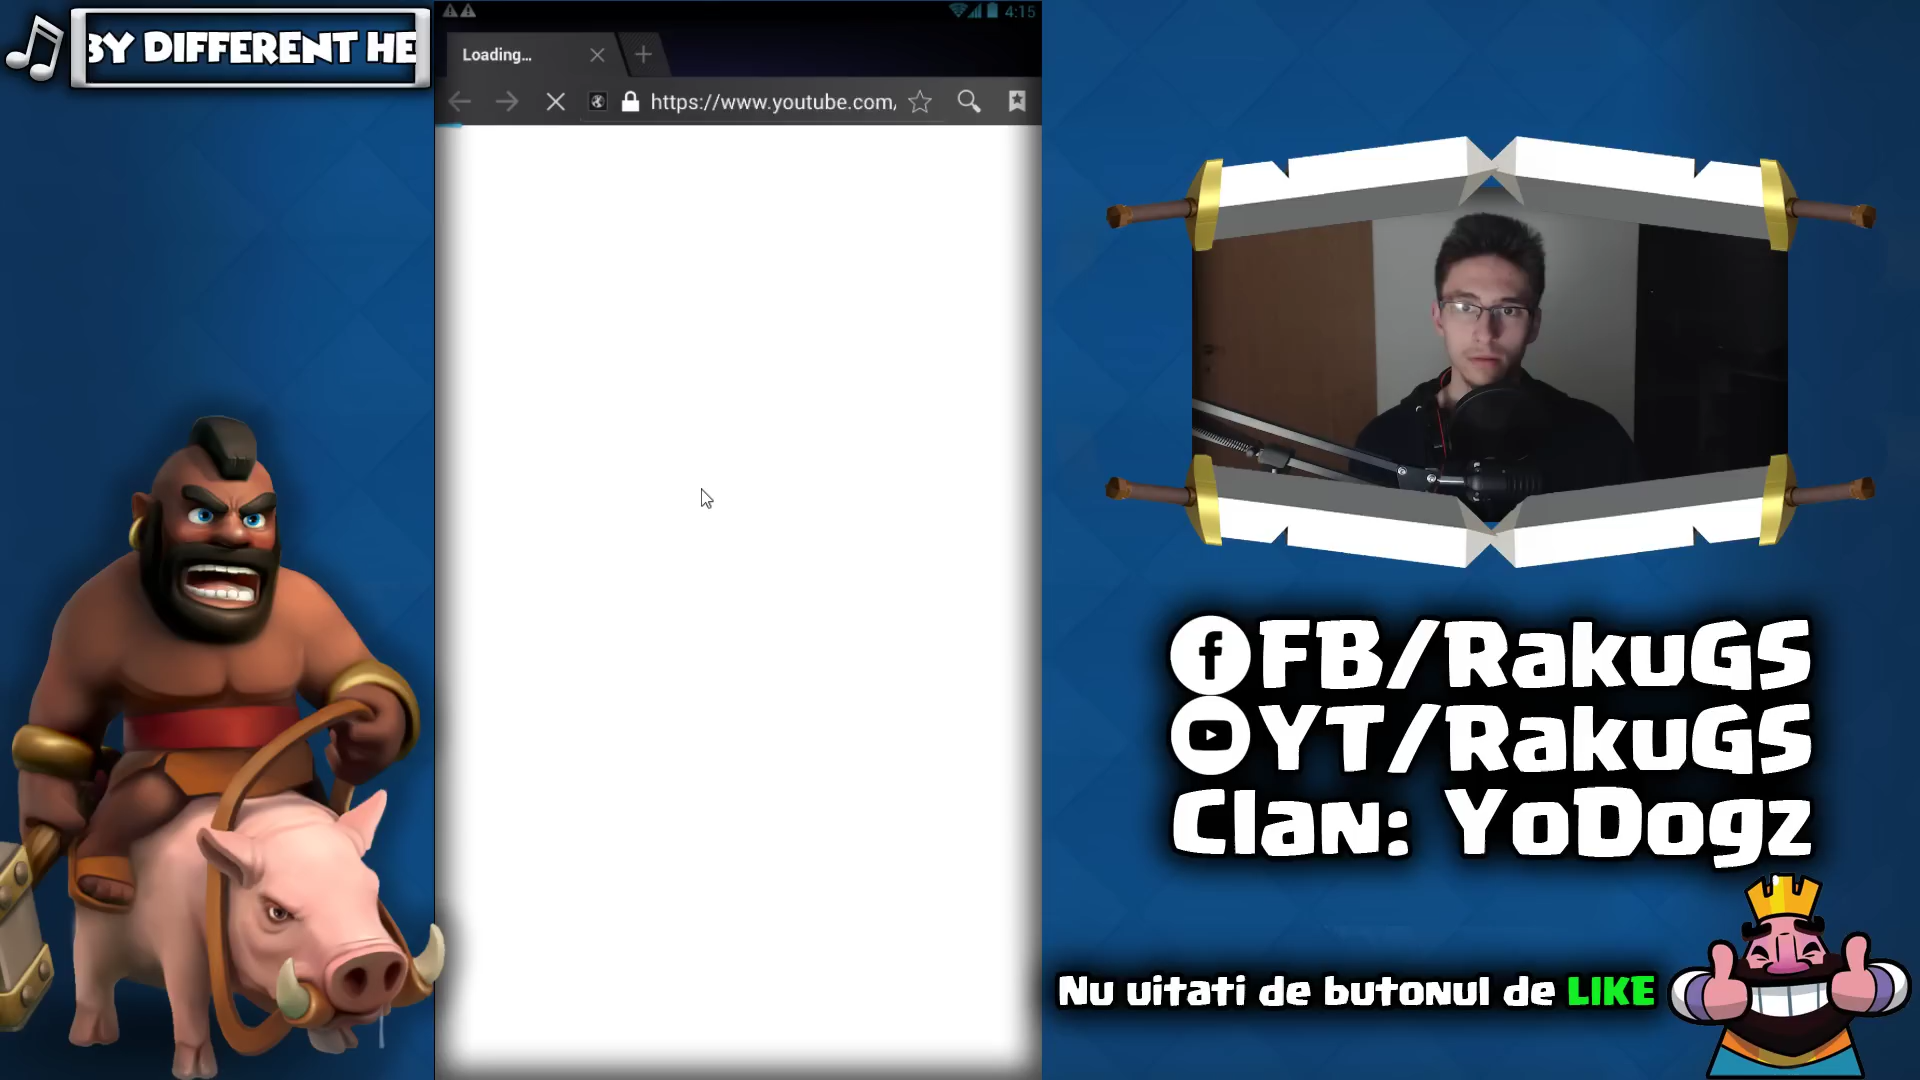 BY DIFFERENT HE
4:15
Loading...
https://www.youtube.com/
FB/RakuGS
YT/RakuGS
Clan: YoDogz
Nu uitati de butonul de LIKE